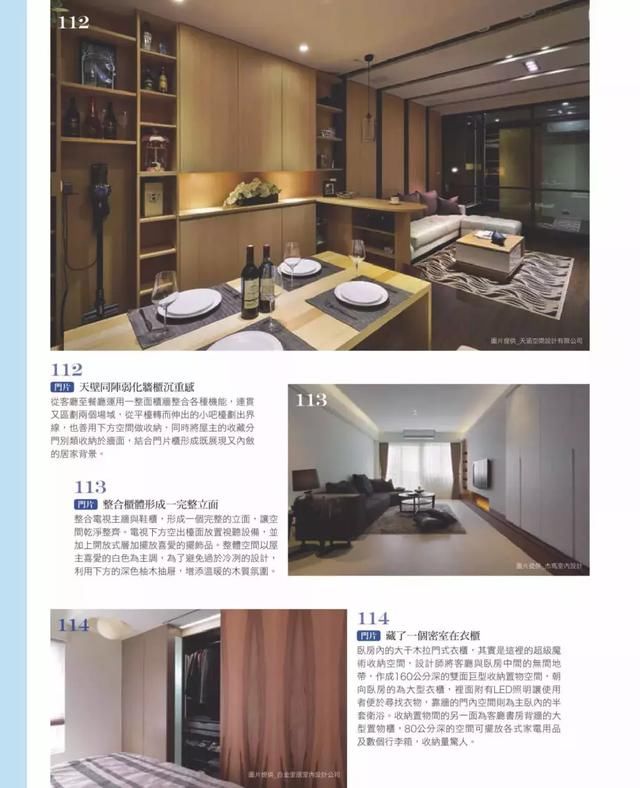 112
圖片提供_天涵空間設計有限公司
112
門片 天壁同陣弱化牆櫃沉重感
從客廳至餐廳運用一整面櫃牆整合各種機能，連貫
又區劃兩個場域，從平檯轉而伸出的小吧檯劃出界
線，也善用下方空間做收納，同時將屋主的收藏分
門別類收納於牆面，結合門片櫃形成既展現又內斂
的居家背景。
113
圖片提供_杰瑪室內設計
113
門片 整合櫃體形成一完整立面
整合電視主牆與鞋櫃，形成一個完整的立面，讓空
間乾淨整齊。電視下方空出檯面放置視聽設備，並
加上開放式層加擺放喜愛的擺飾品。整體空間以屋
主喜愛的白色為主調，為了避免過於冷冽的設計，
利用下方的深色柚木抽屜，增添溫暖的木質氛圍。
114
圖片提供_白金里居室內設計公司
114
門片 藏了一個密室在衣櫃
臥房內的大干木拉門式衣櫃，其實是這裡的超級魔
術收納空間，設計師將客廳與臥房中間的無間地
帶，作成160公分深的雙面巨型收納置物空間，朝
向臥房的為大型衣櫃，裡面附有LED照明讓使用
者便於尋找衣物，靠牆的門內空間則為主臥內的半
套衛浴。收納置物間的另一面為客廳書房背牆的大
型置物櫃，80公分深的空間可擺放各式家電用品
及數個行李箱，收納量驚人。